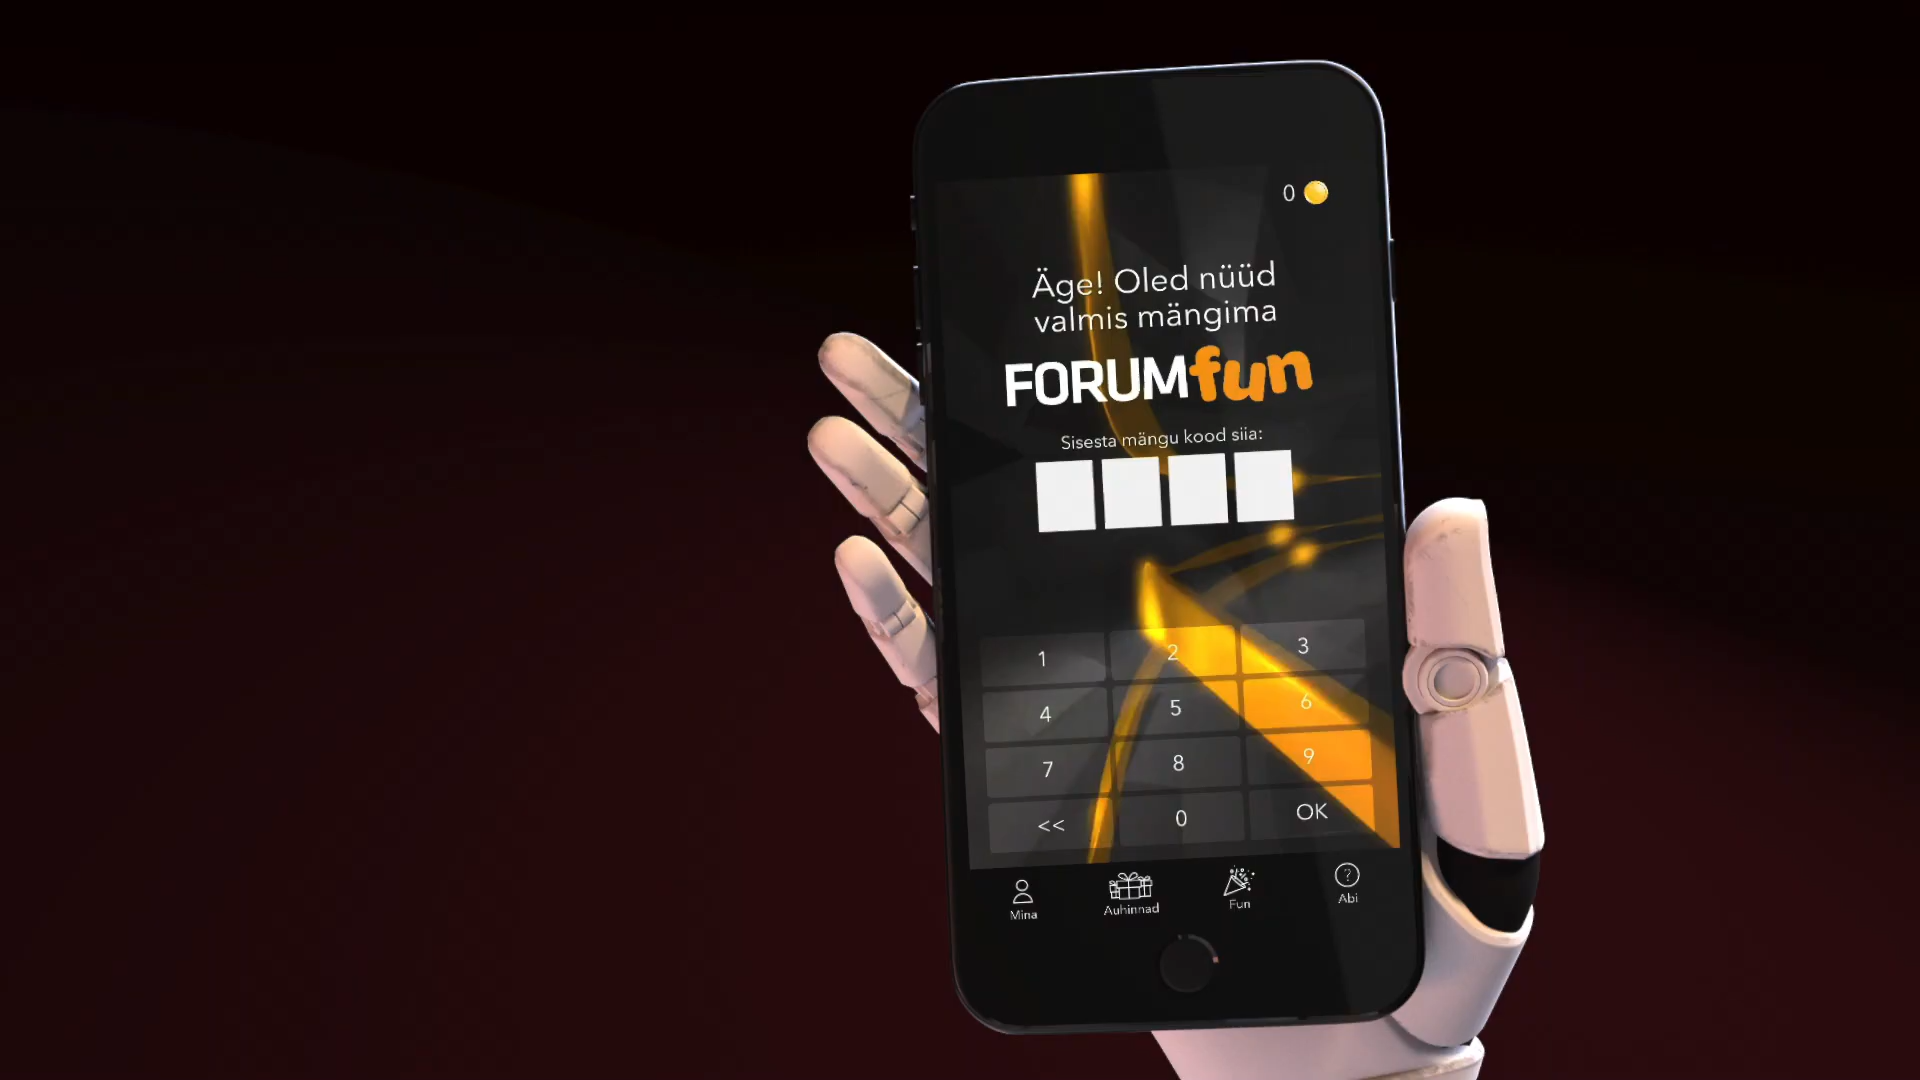 0
Äge! Oled nüüd
valmis mängima
FORUMfun
Sisesta mängu kood siia:
1 2 3
4 5 6
7 8 9
<< 0 OK
Mina Auhinnad Fun ? Abi